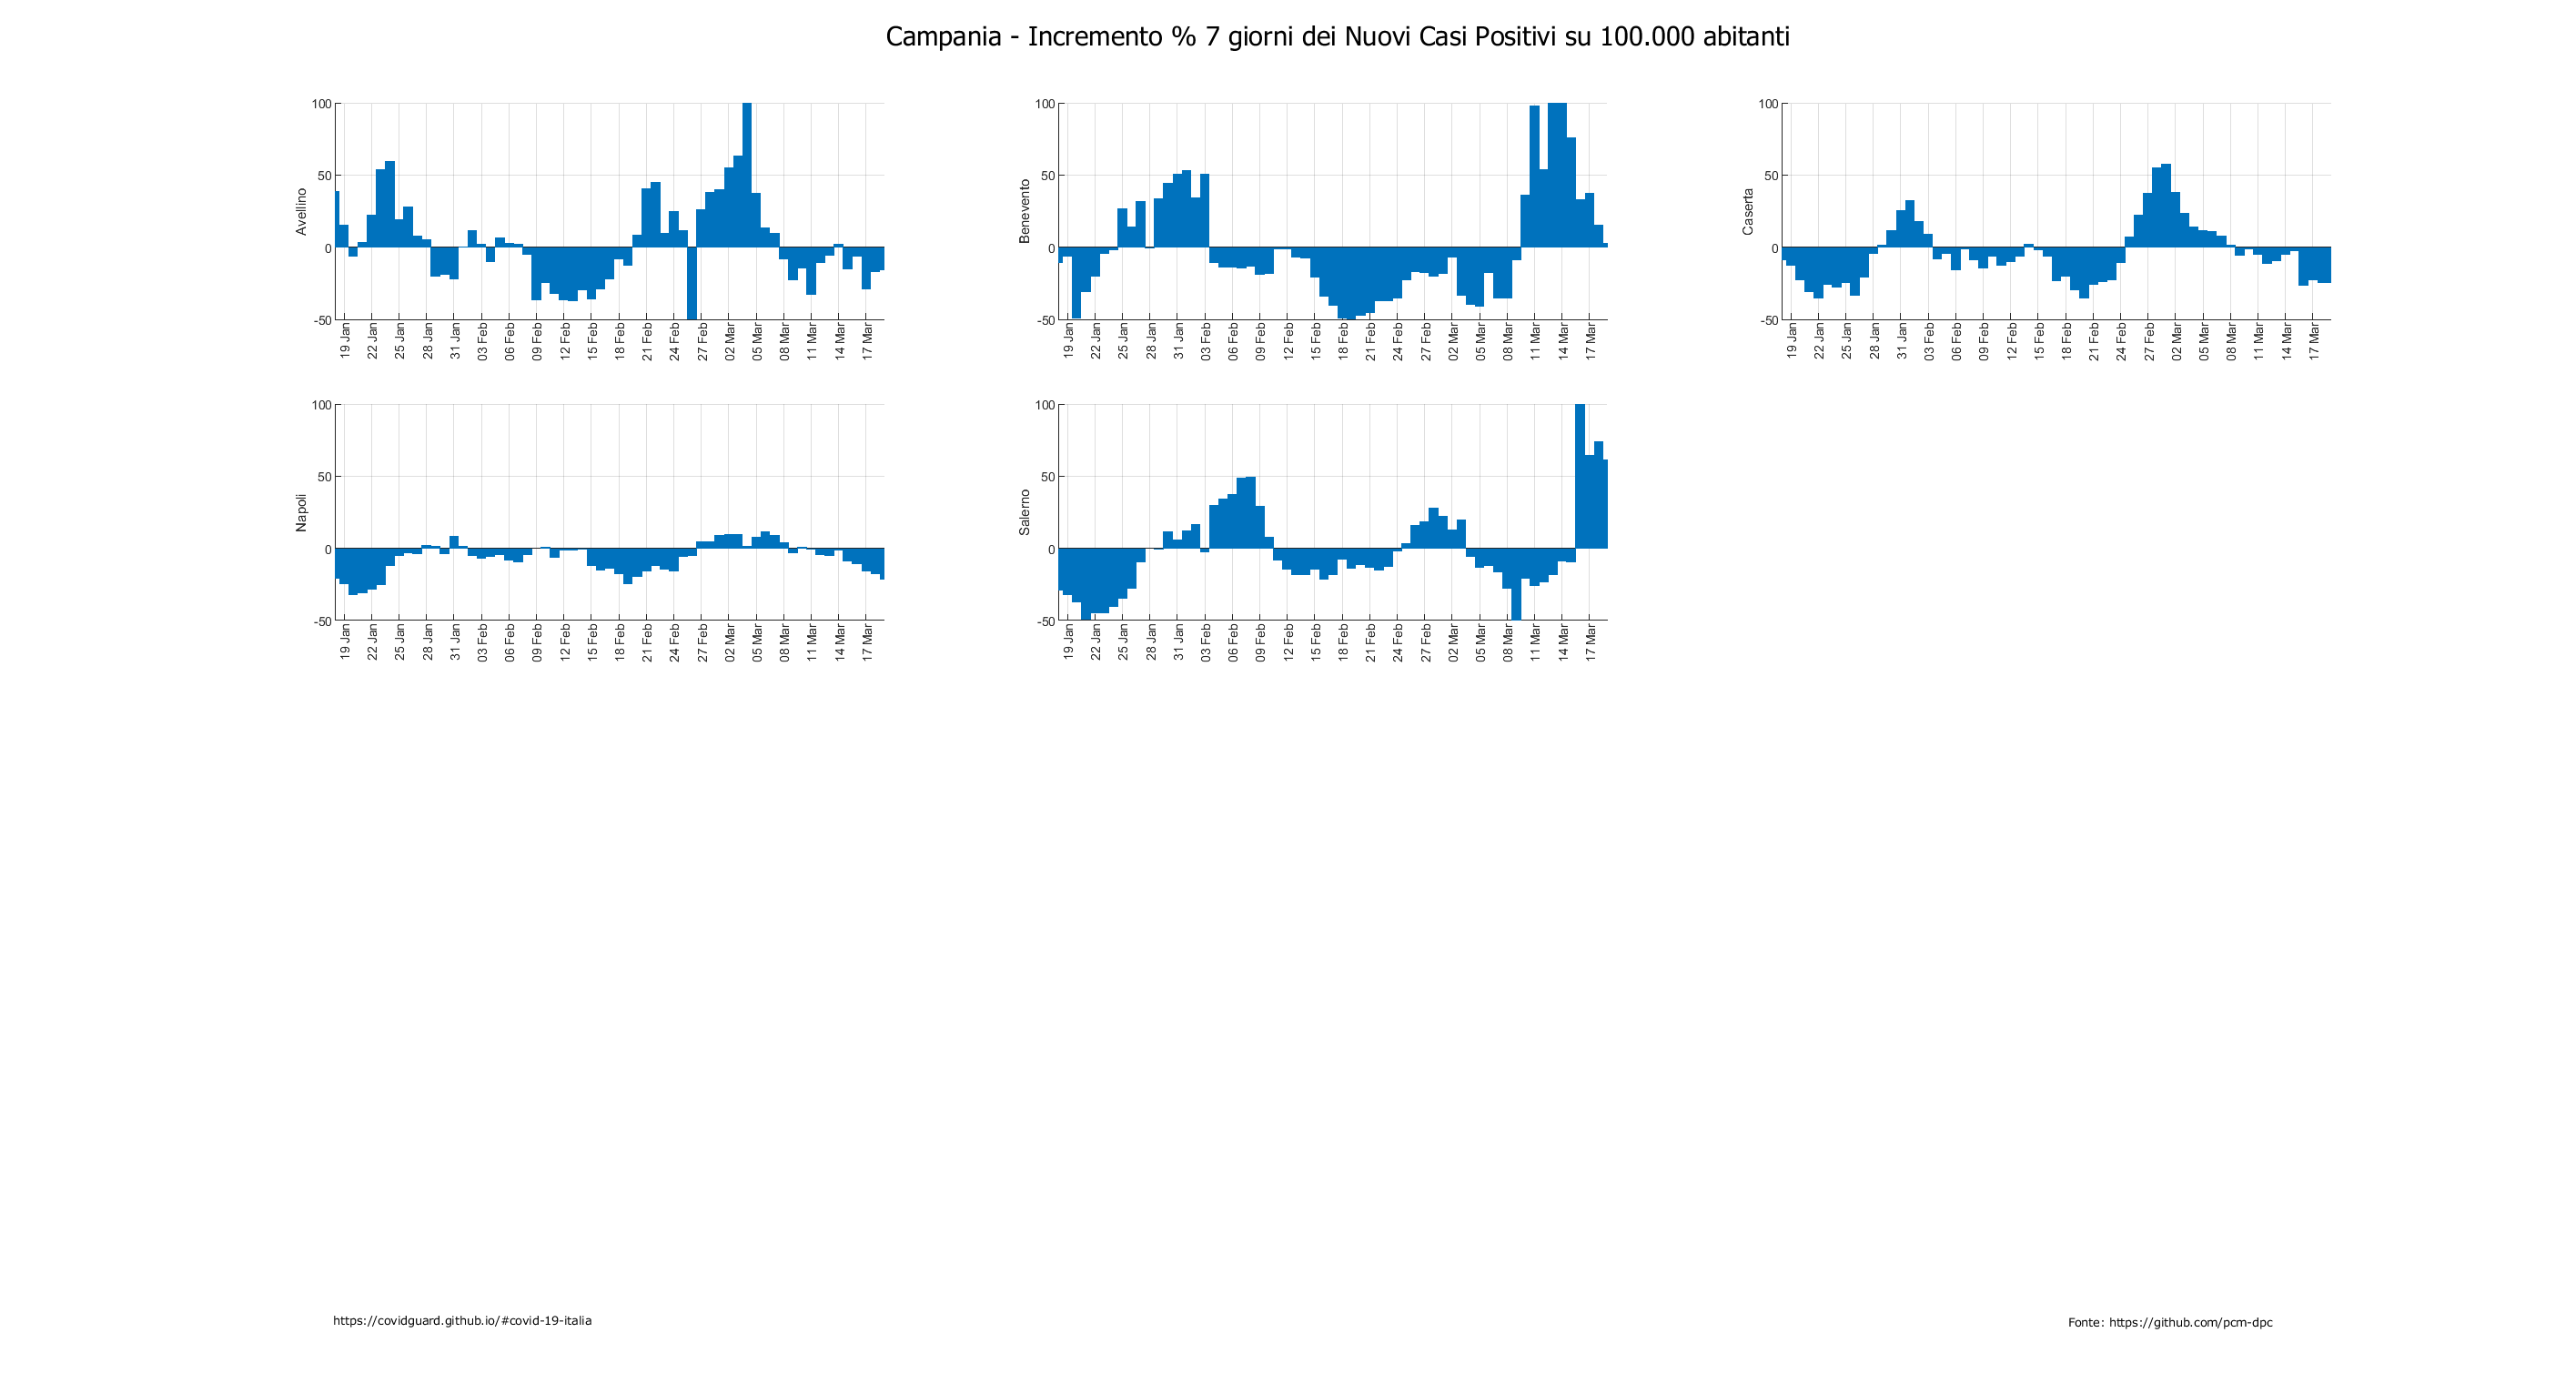 Campania - Incremento % 7 giorni dei Nuovi Casi Positivi su 100.000 abitanti
Avellino
100
50
0
-50
19 Jan 22 Jan 25 Jan 28 Jan 31 Jan 03 Feb 06 Feb 09 Feb 12 Feb 15 Feb 18 Feb 21 Feb 24 Feb 27 Feb 02 Mar 05 Mar 08 Mar 11 Mar 14 Mar 17 Mar
Benevento
100
50
0
-50
19 Jan 22 Jan 25 Jan 28 Jan 31 Jan 03 Feb 06 Feb 09 Feb 12 Feb 15 Feb 18 Feb 21 Feb 24 Feb 27 Feb 02 Mar 05 Mar 08 Mar 11 Mar 14 Mar 17 Mar
Caserta
100
50
0
-50
19 Jan 22 Jan 25 Jan 28 Jan 31 Jan 03 Feb 06 Feb 09 Feb 12 Feb 15 Feb 18 Feb 21 Feb 24 Feb 27 Feb 02 Mar 05 Mar 08 Mar 11 Mar 14 Mar 17 Mar
Napoli
100
50
0
-50
19 Jan 22 Jan 25 Jan 28 Jan 31 Jan 03 Feb 06 Feb 09 Feb 12 Feb 15 Feb 18 Feb 21 Feb 24 Feb 27 Feb 02 Mar 05 Mar 08 Mar 11 Mar 14 Mar 17 Mar
Salerno
100
50
0
-50
19 Jan 22 Jan 25 Jan 28 Jan 31 Jan 03 Feb 06 Feb 09 Feb 12 Feb 15 Feb 18 Feb 21 Feb 24 Feb 27 Feb 02 Mar 05 Mar 08 Mar 11 Mar 14 Mar 17 Mar
https://covidguard.github.io/#covid-19-italia
Fonte: https://github.com/pcm-dpc